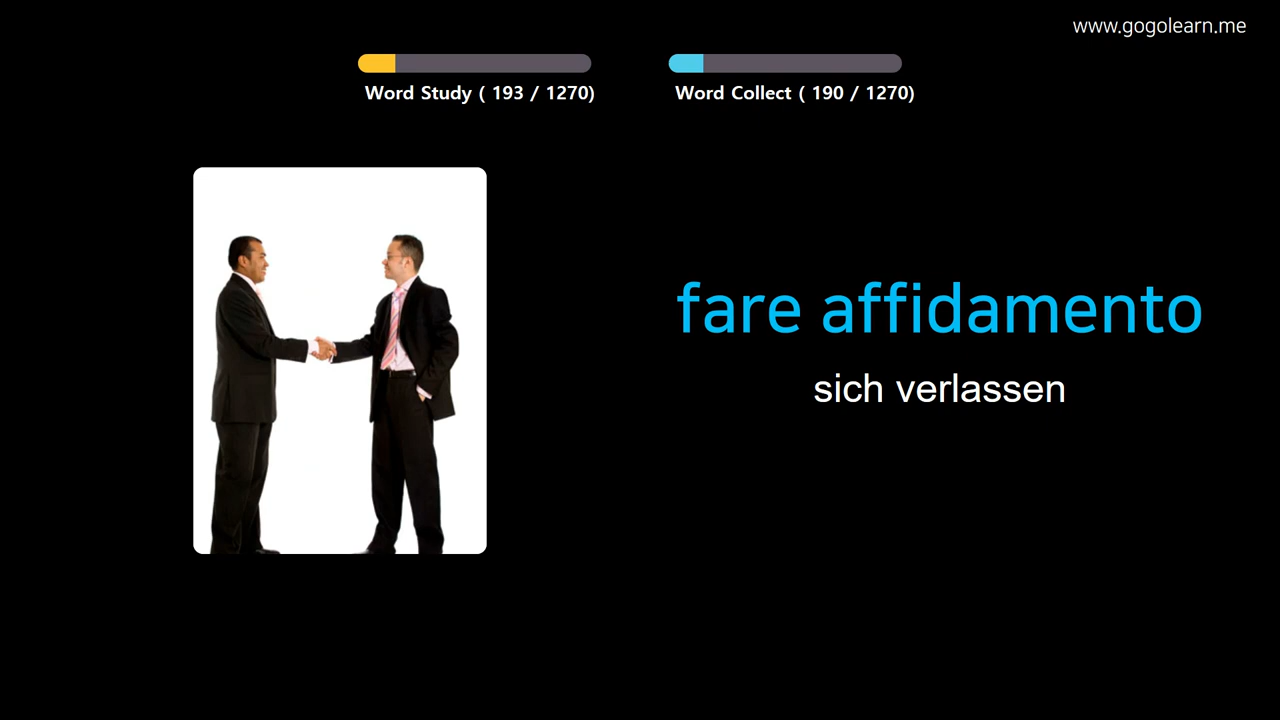 www.gogolearn.me
Word Study ( 193 / 1270)
Word Collect ( 190 / 1270)
fare affidamento
sich verlassen